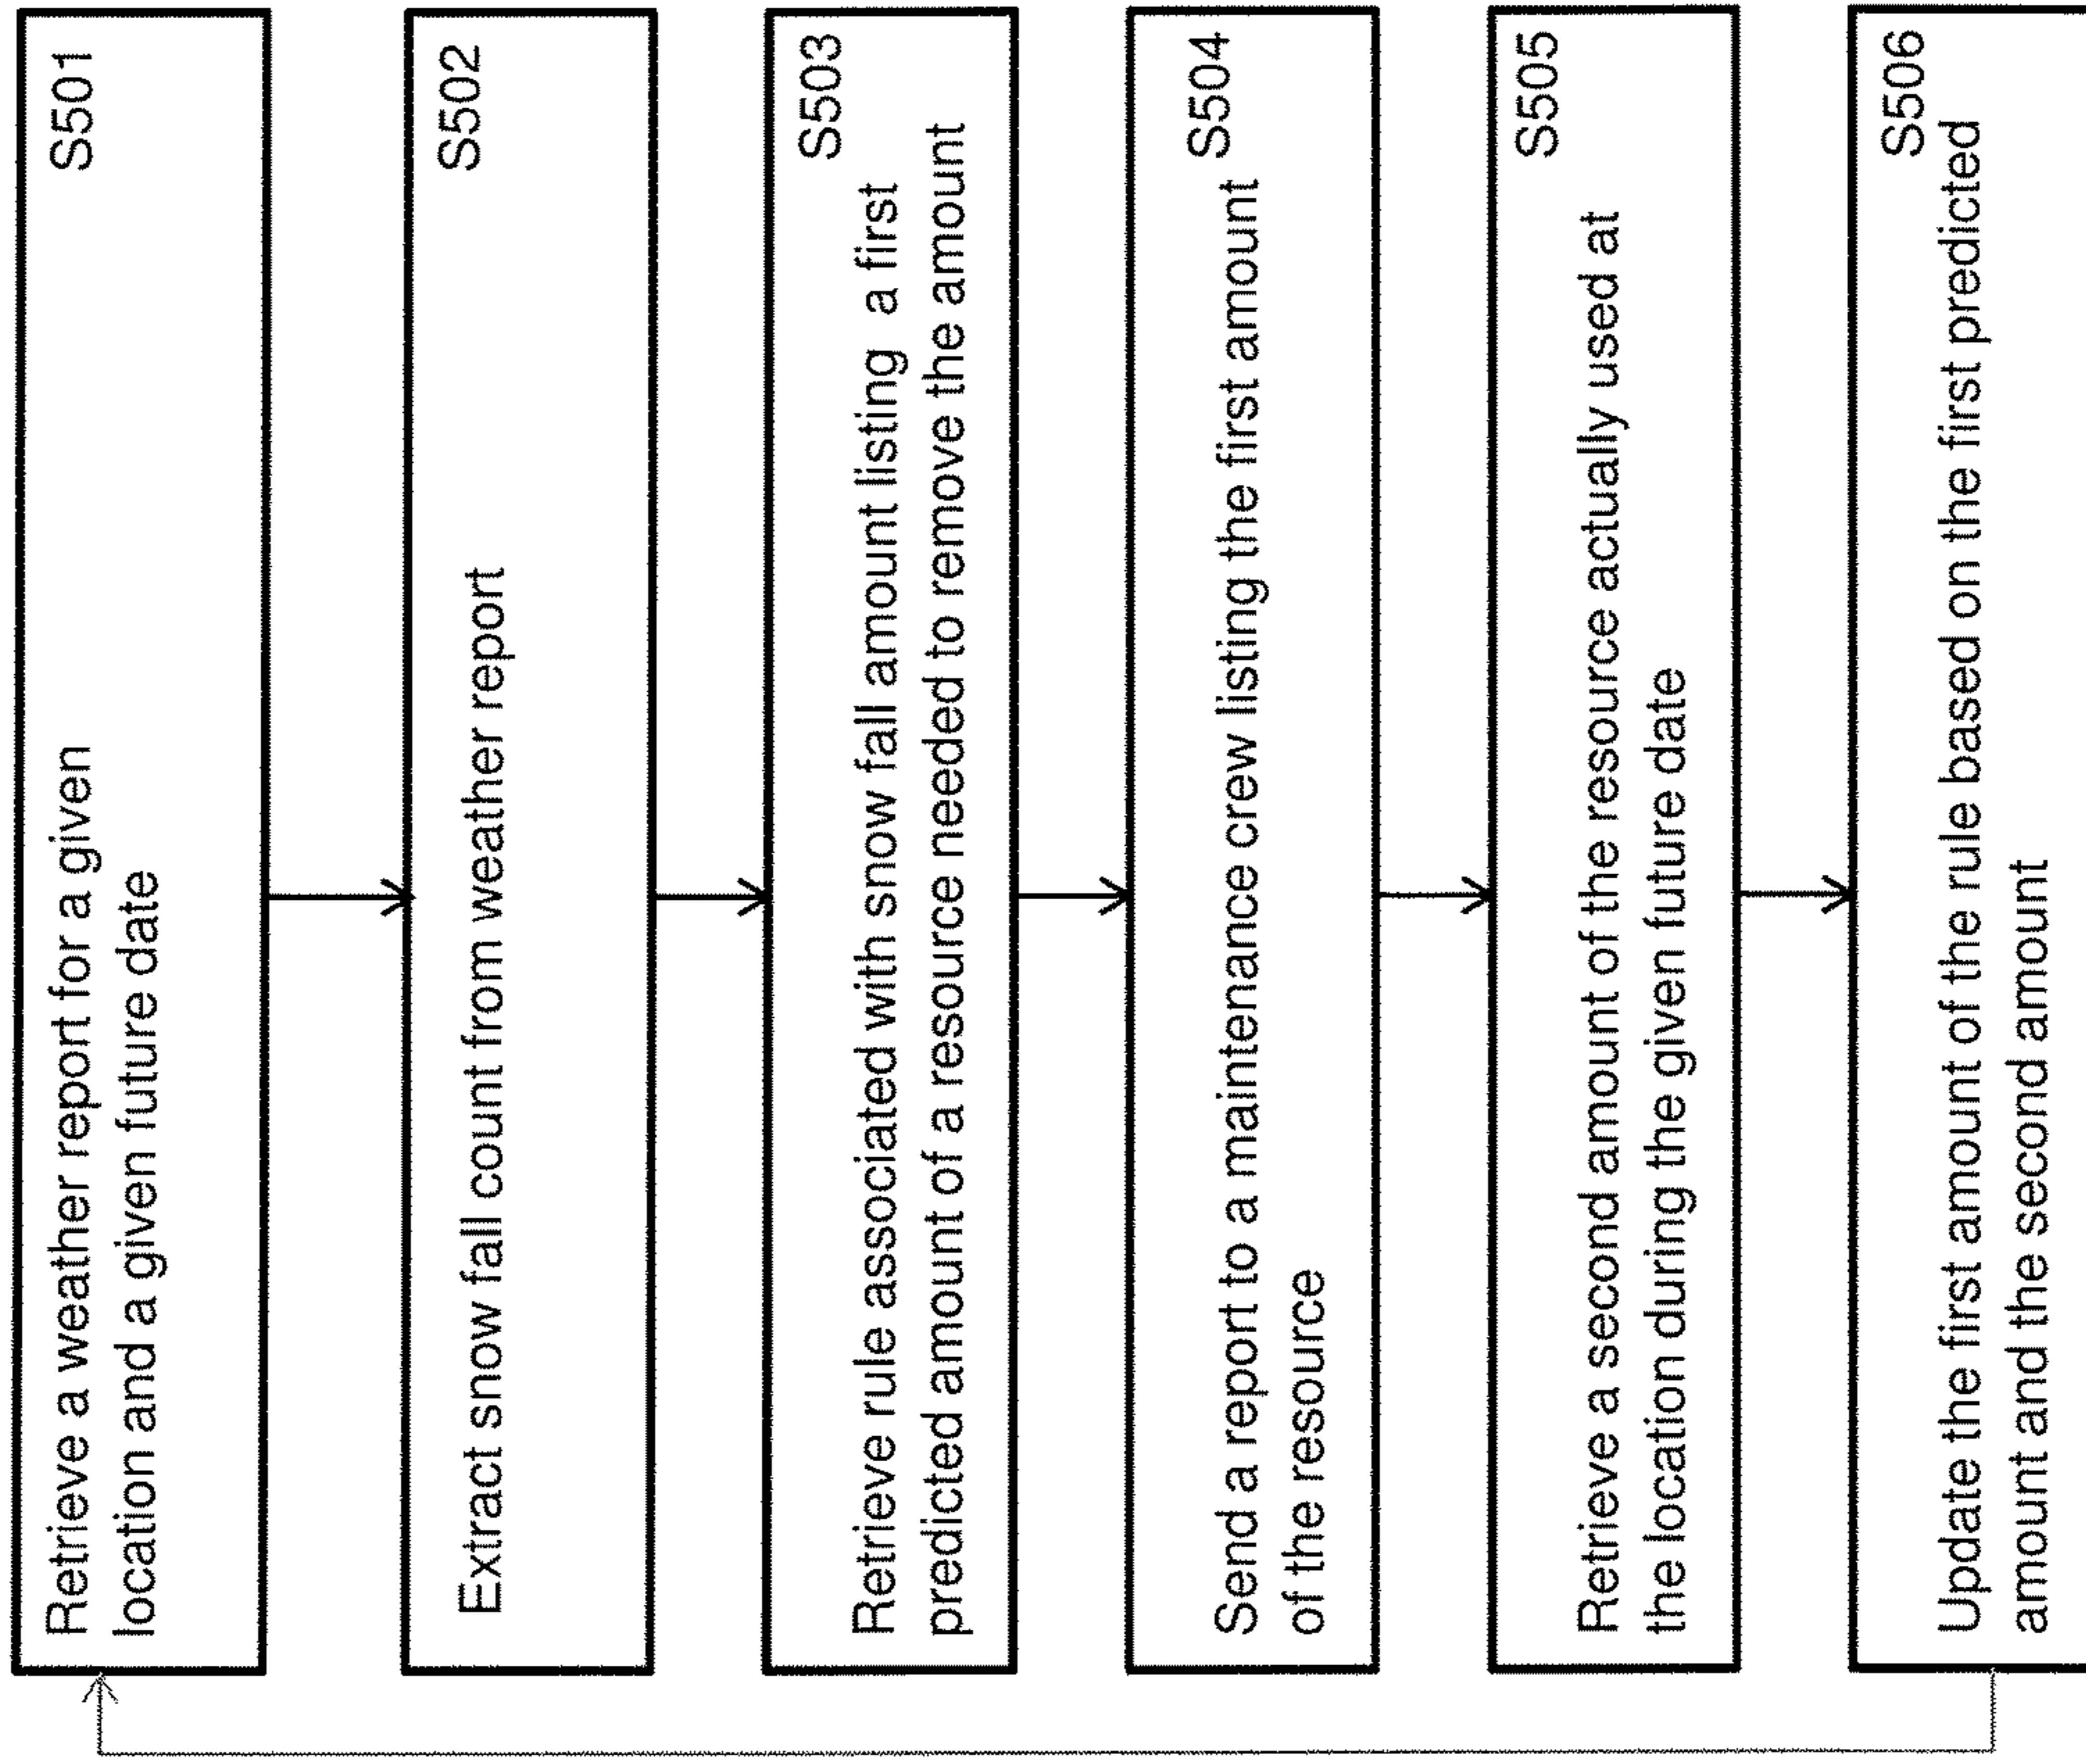 S501
Retrieve a weather report for a given
location and a given future date
S502
Extract snow fall count from weather report
S503
Retrieve rule associated with snow fall amount listing a first
predicted amount of a resource needed to remove the amount
S504
Send a report to a maintenance crew listing the first amount
of the resource
S505
Retrieve a second amount of the resource actually used at
the location during the given future date
S506
Update the first amount of the rule based on the first predicted
amount and the second amount